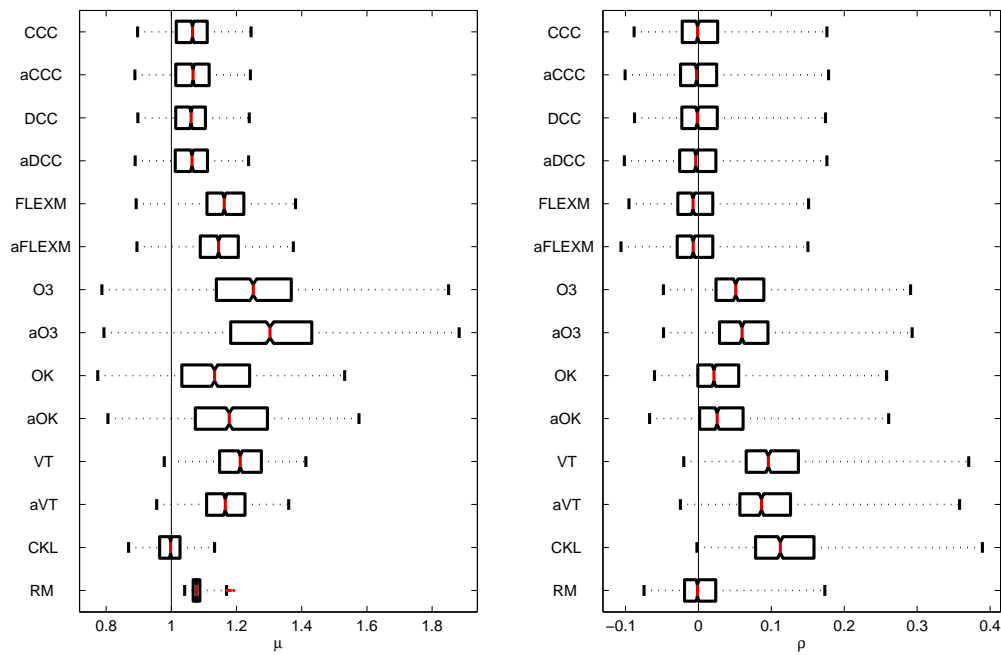 CCC
aCCC
DCC
aDCC
FLEXM
aFLEXM
O3
aO3
OK
aOK
VT
aVT
CKL
RM
0.8 1 1.2 1.4 1.6 1.8
μ
CCC
aCCC
DCC
aDCC
FLEXM
aFLEXM
O3
aO3
OK
aOK
VT
aVT
CKL
RM
−0.1 0 0.1 0.2 0.3 0.4
ρ